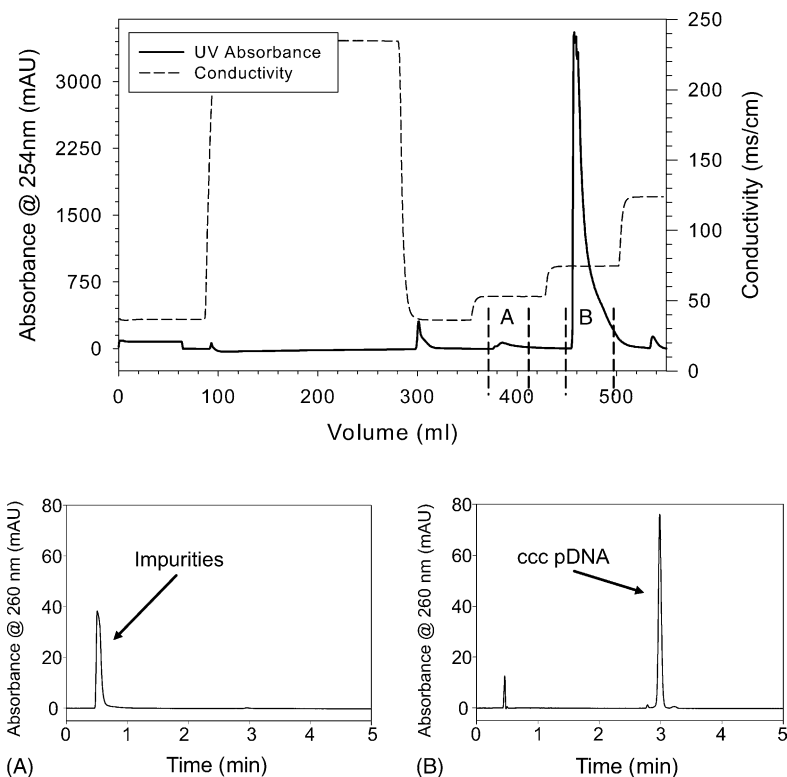 UV Absorbance
Conductivity
Absorbance @ 254nm (mAU)
3000
2250
1500
750
0
250
200
150
100
50
0
Conductivity (ms/cm)
A
B
0 100 200 300 400 500
Volume (ml)
Absorbance @ 260 nm (mAU)
80
60
40
20
0
Impurities
0 1 2 3 4 5
(A) Time (min)
Absorbance @ 260 nm (mAU)
80
60
40
20
0
ccc pDNA
0 1 2 3 4 5
(B) Time (min)